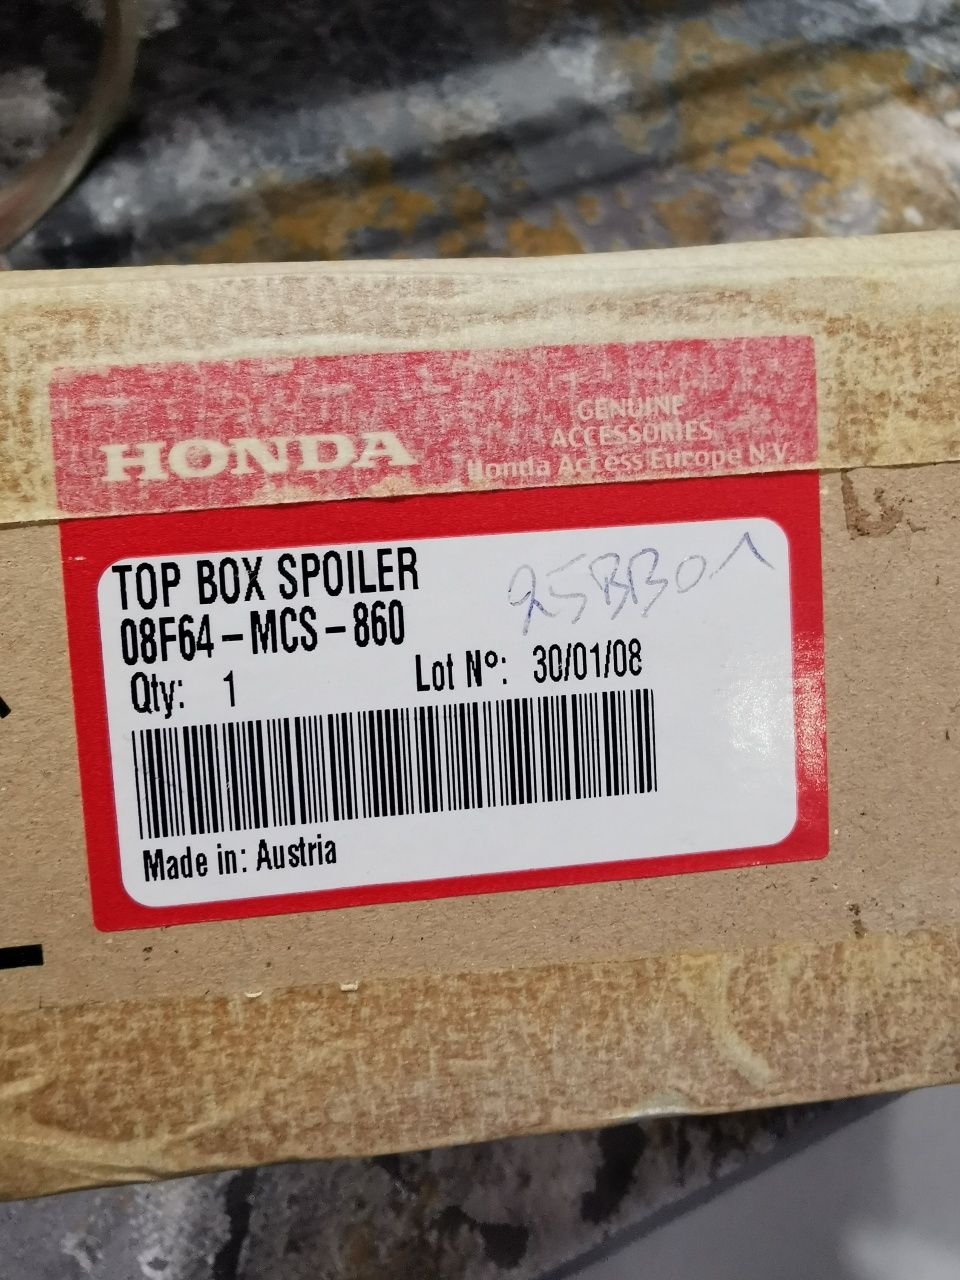 HONDA
GENUINE
ACCESSORIES
Honda Access Europe N.V.
TOP BOX SPOILER
08F64-MCS-860
Qty: 1
Lot Nº: 30/01/08
Made in: Austria